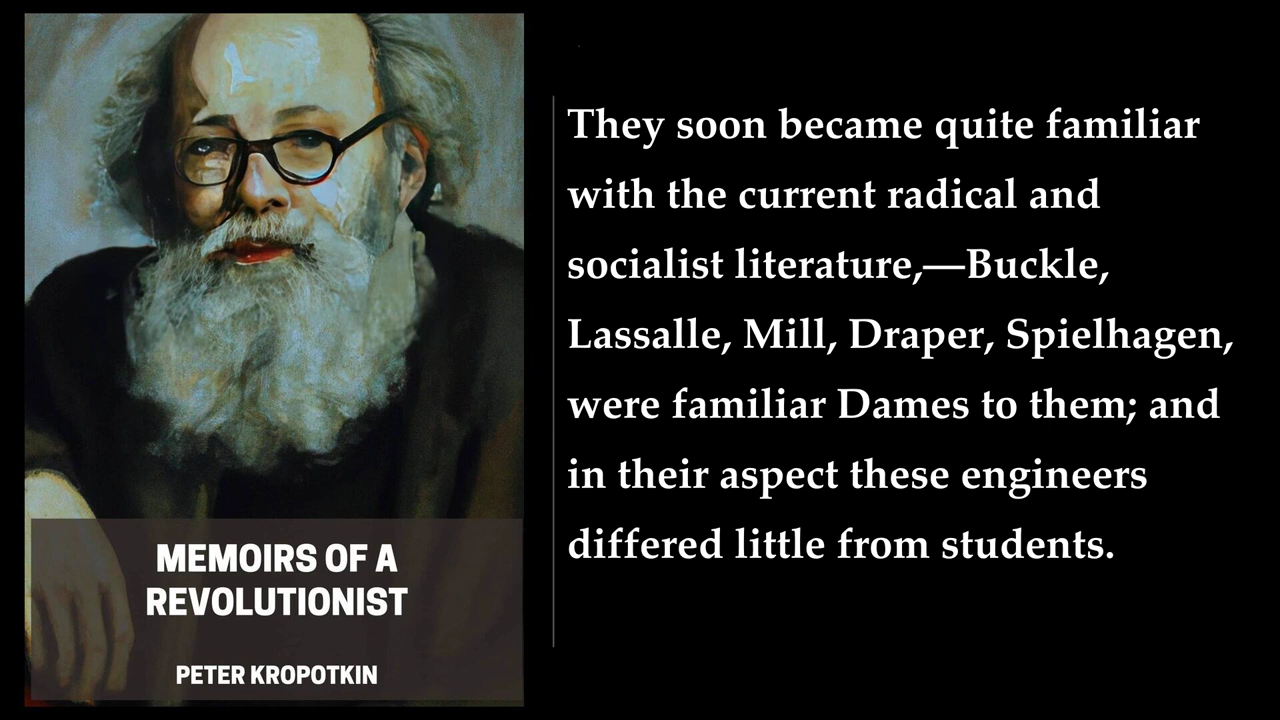 MEMOIRS OF A
REVOLUTIONIST
PETER KROPOTKIN
They soon became quite familiar
with the current radical and
socialist literature,—Buckle,
Lassalle, Mill, Draper, Spielhagen,
were familiar Dames to them; and
in their aspect these engineers
differed little from students.